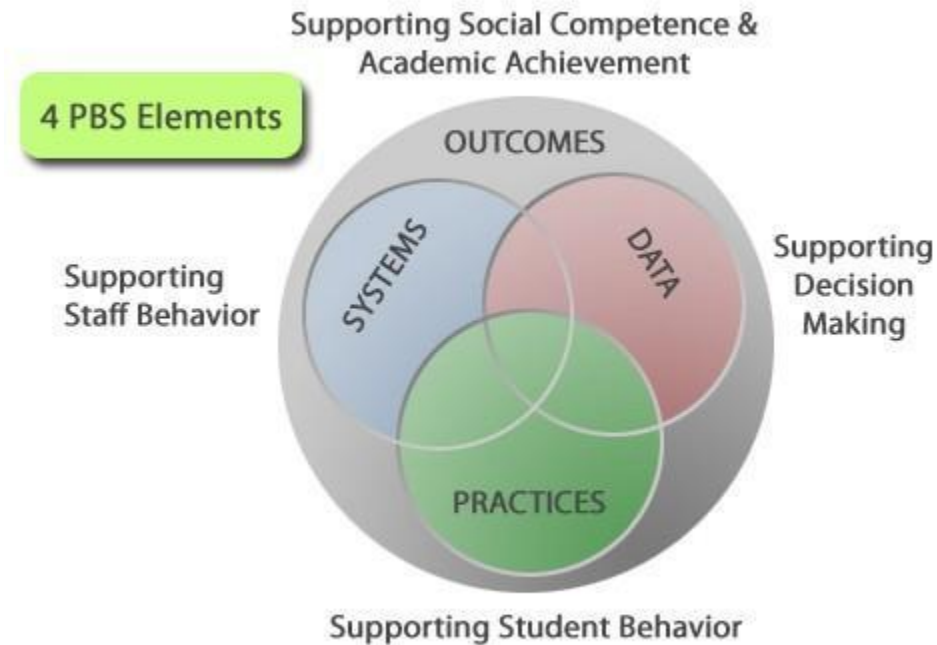 Supporting Social Competence &
Academic Achievement
4 PBS Elements
OUTCOMES
SYSTEMS
DATA
Supporting
Staff Behavior
Supporting
Decision
Making
PRACTICES
Supporting Student Behavior